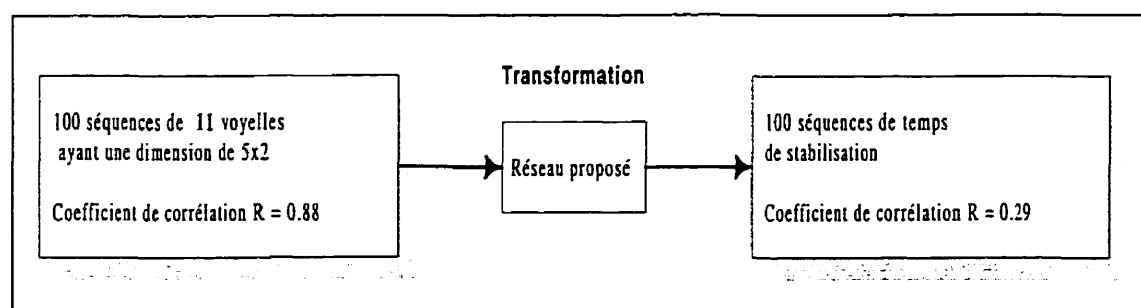 Transformation
100 séquences de 11 voyelles
ayant une dimension de 5x2
Coefficient de corrélation R = 0.88
Réseau proposé
100 séquences de temps
de stabilisation
Coefficient de corrélation R = 0.29